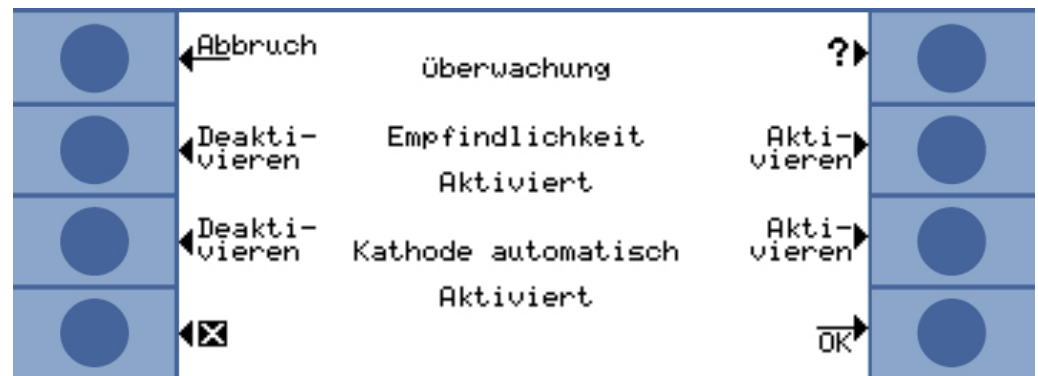 Abbruch
Überwachung
?
Deakti-
vieren
Empfindlichkeit
Aktiviert
Akti-
vieren
Deakti-
vieren
Kathode automatisch
Aktiviert
Akti-
vieren
OK